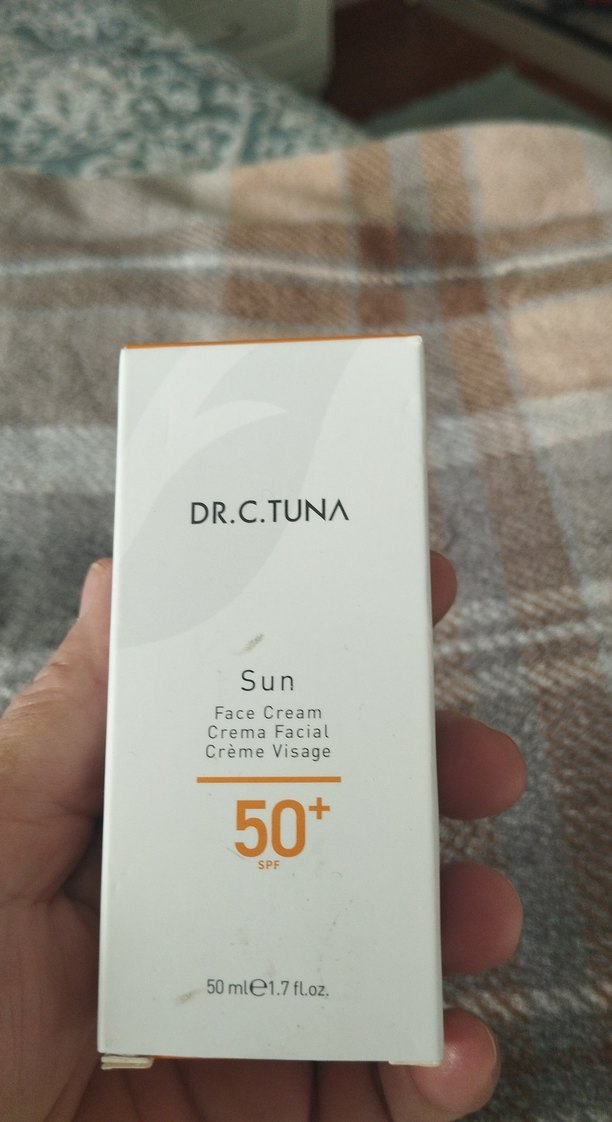 DR.C.TUNA
Sun
Face Cream
Crema Facial
Crème Visage
50+
SPF
50 ml℮1.7 fl.oz.